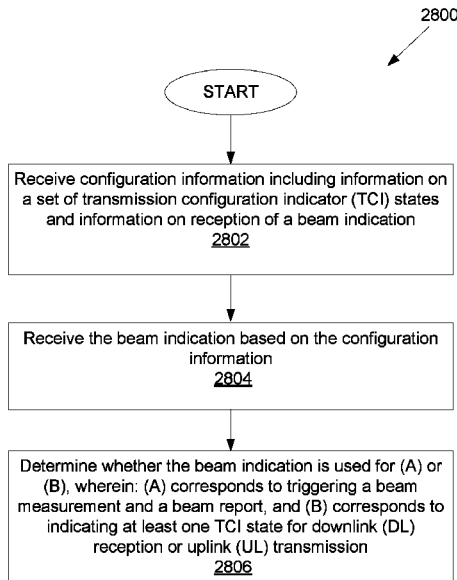 2800
START
Receive configuration information including information on
a set of transmission configuration indicator (TCI) states
and information on reception of a beam indication
2802
Receive the beam indication based on the configuration
information
2804
Determine whether the beam indication is used for (A) or
(B), wherein: (A) corresponds to triggering a beam
measurement and a beam report, and (B) corresponds to
indicating at least one TCI state for downlink (DL)
reception or uplink (UL) transmission
2806